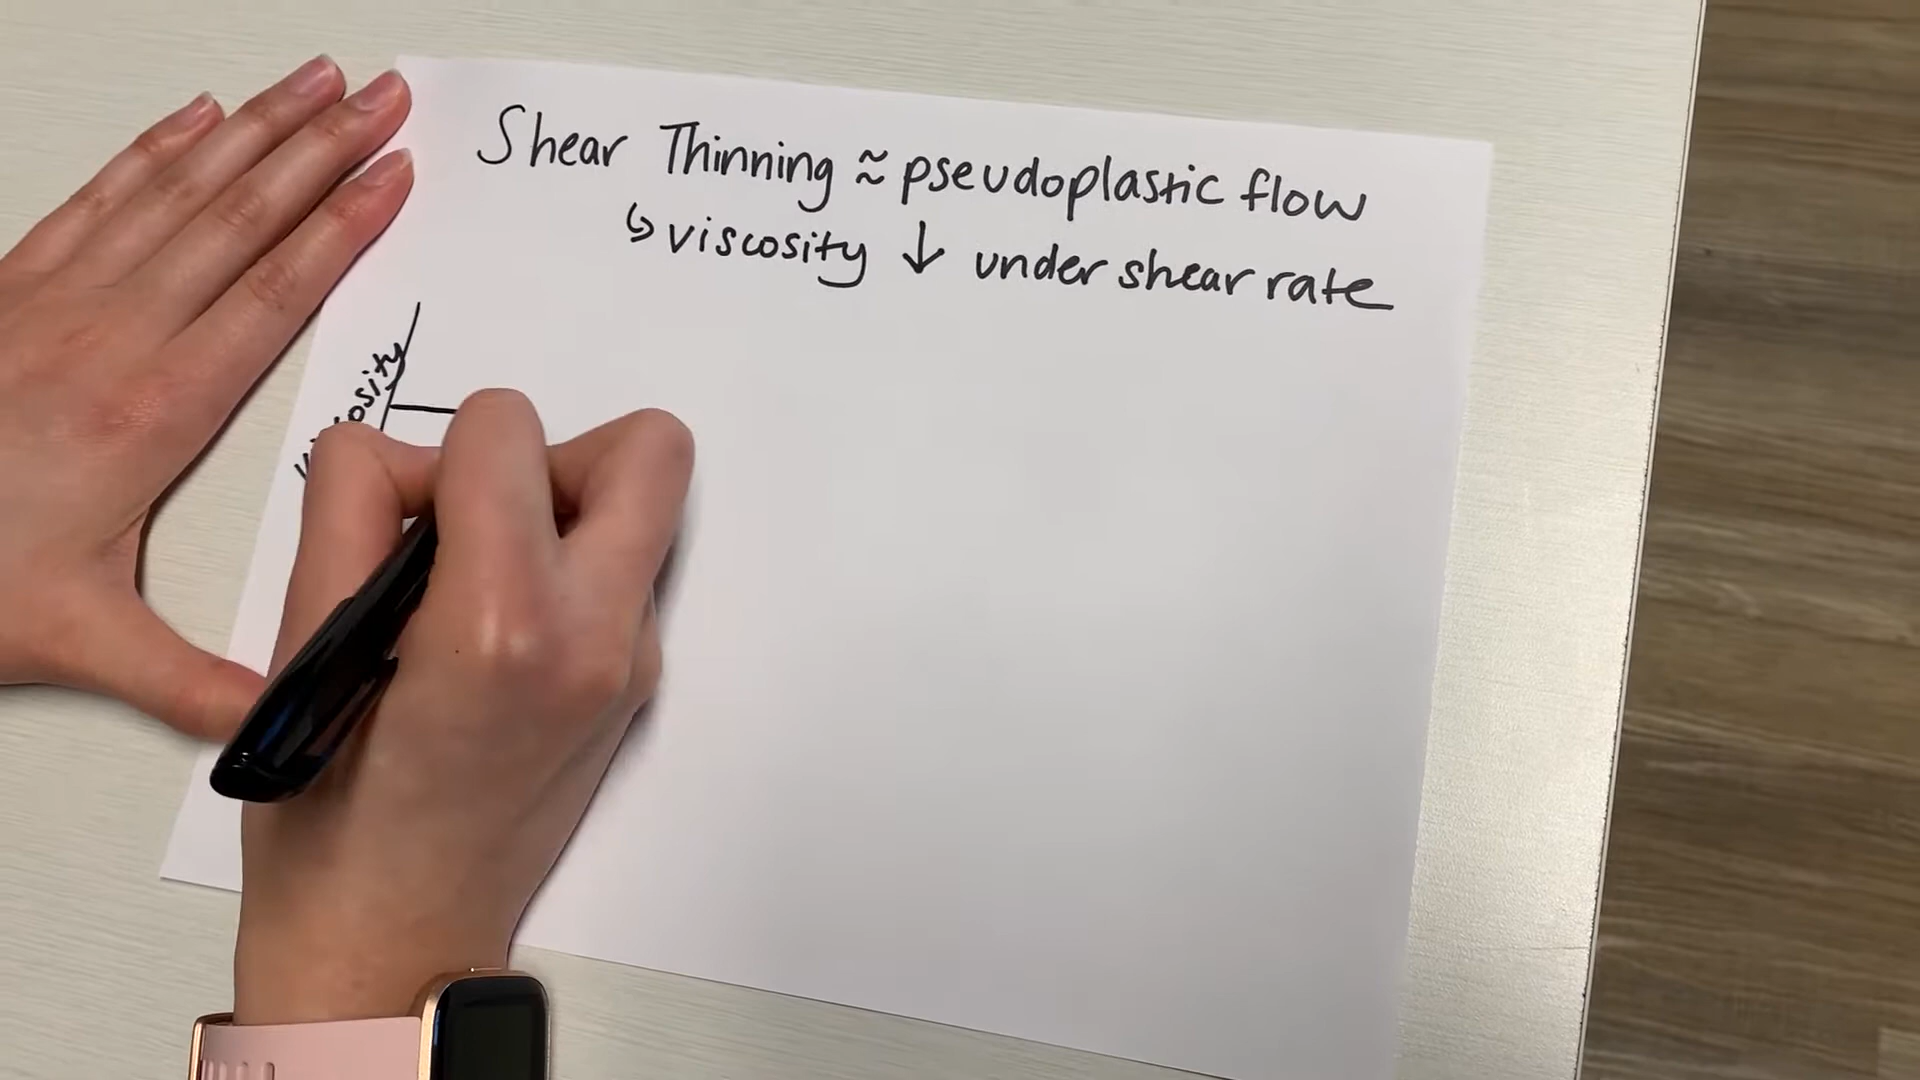 Shear Thinning ≈ pseudoplastic flow
↳ viscosity ↓ under shear rate